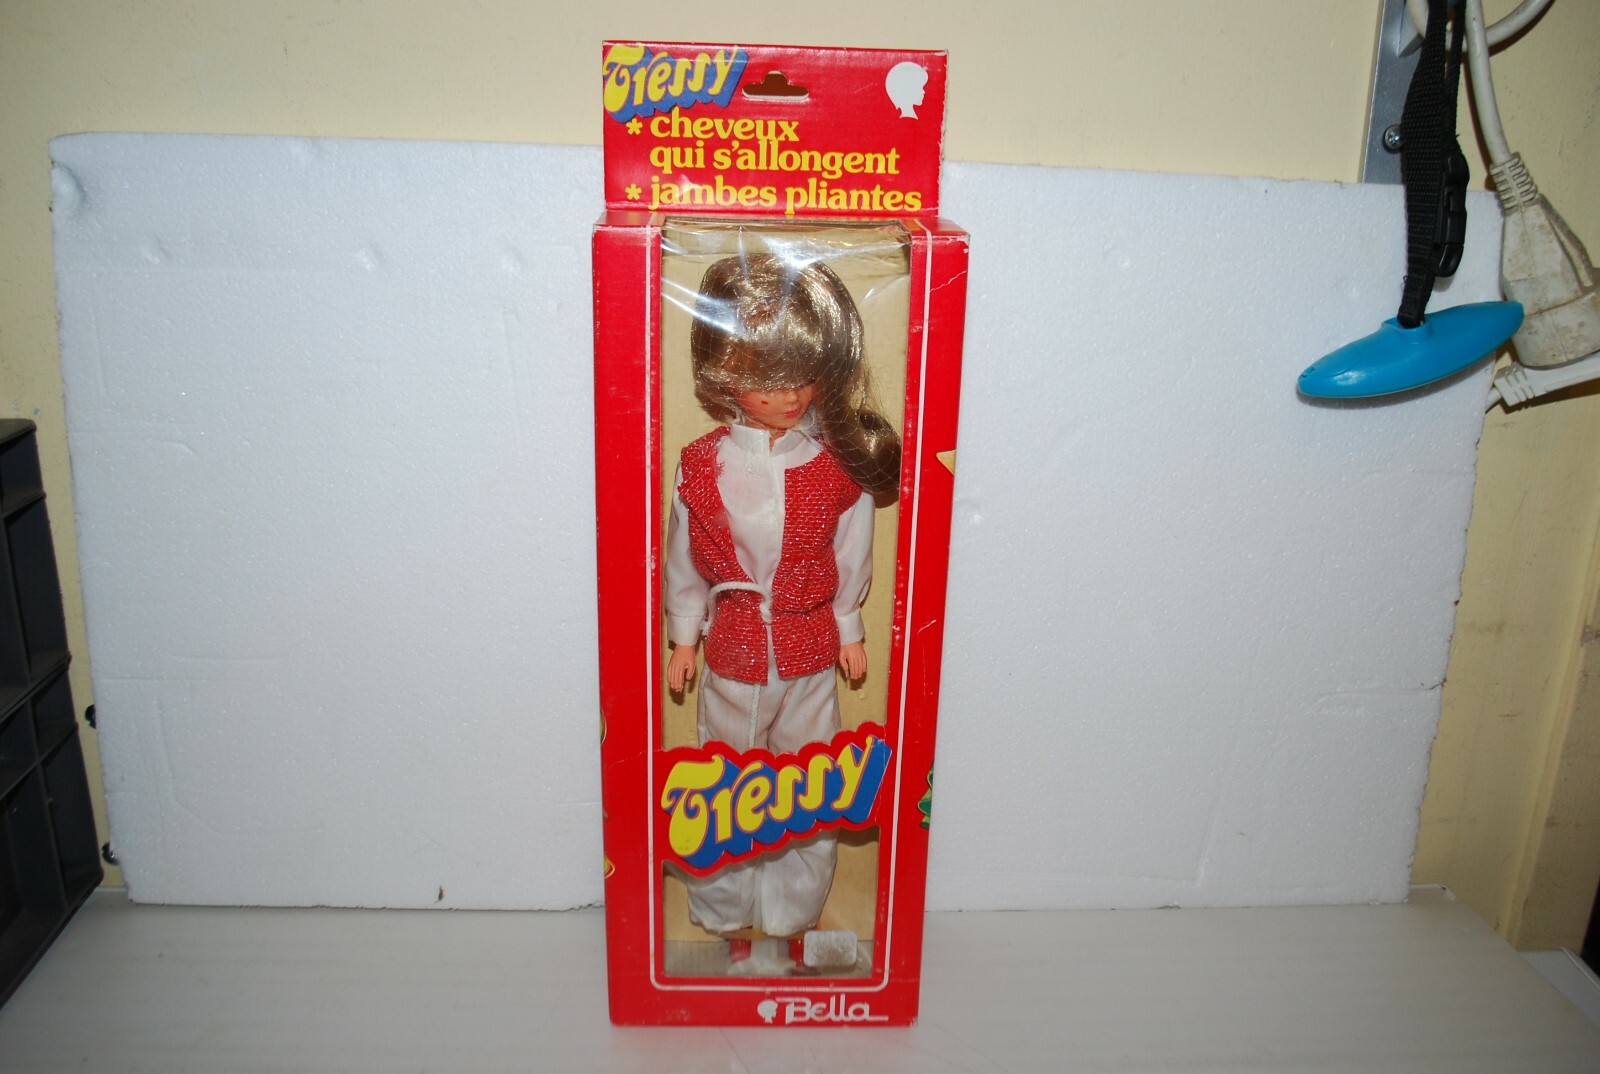 Tressy
* cheveux
qui s'allongent
* jambes pliantes
Tressy
Bella